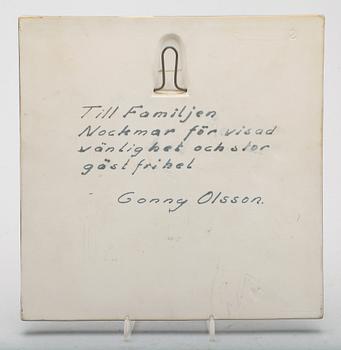 Till Familjen
Nockmar för visad
vänlighet och stor
gästfrihet
Gonny Olsson.